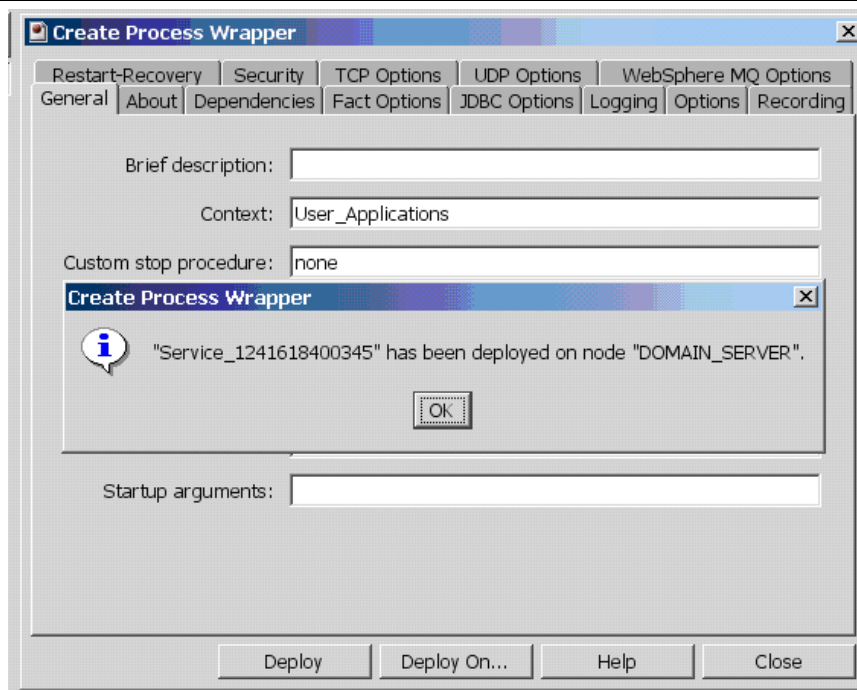 Create Process Wrapper
Restart-Recovery Security TCP Options UDP Options WebSphere MQ Options
General About Dependencies Fact Options JDBC Options Logging Options Recording
Brief description:
Context: User_Applications
Custom stop procedure: none
Create Process Wrapper
"Service_1241618400345" has been deployed on node "DOMAIN_SERVER".
OK
Startup arguments:
Deploy Deploy On... Help Close